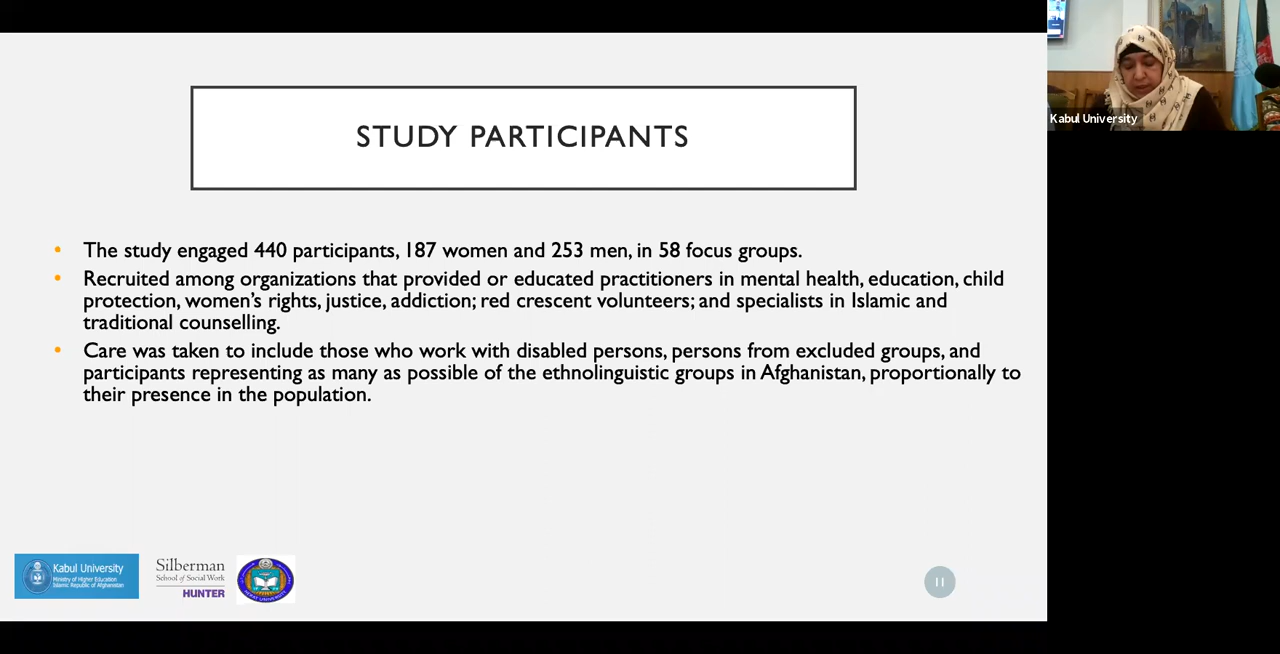 STUDY PARTICIPANTS
• The study engaged 440 participants, 187 women and 253 men, in 58 focus groups.
• Recruited among organizations that provided or educated practitioners in mental health, education, child
protection, women's rights, justice, addiction; red crescent volunteers; and specialists in Islamic and
traditional counselling.
• Care was taken to include those who work with disabled persons, persons from excluded groups, and
participants representing as many as possible of the ethnolinguistic groups in Afghanistan, proportionally to
their presence in the population.
Kabul University
Ministry of Higher Education
Islamic Republic of Afghanistan
Silberman
School of Social Work
HUNTER
11
Kabul University